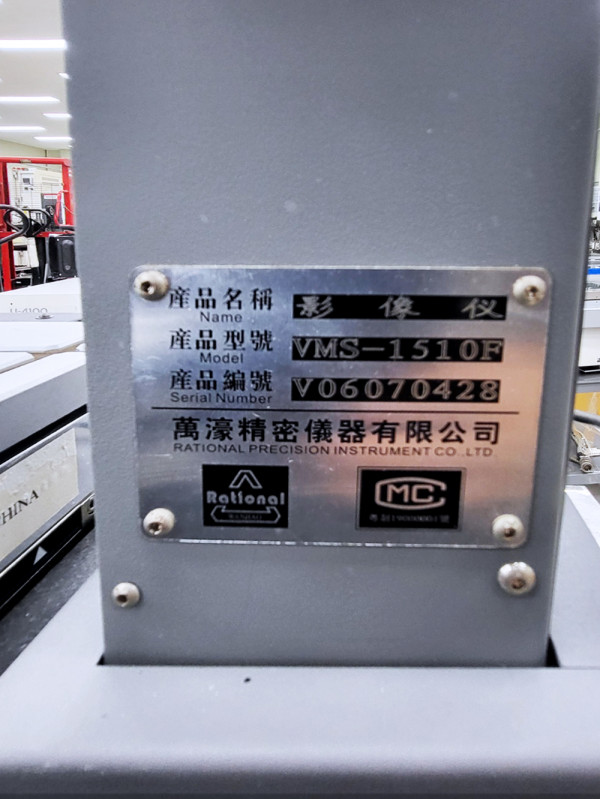 產品名稱 影像仪
Name
產品型號 VMS-1510F
Model
產品編號 V06070428
Serial Number
萬濠精密儀器有限公司
RATIONAL PRECISION INSTRUMENT CO.,LTD
Rational
CMC
HINA